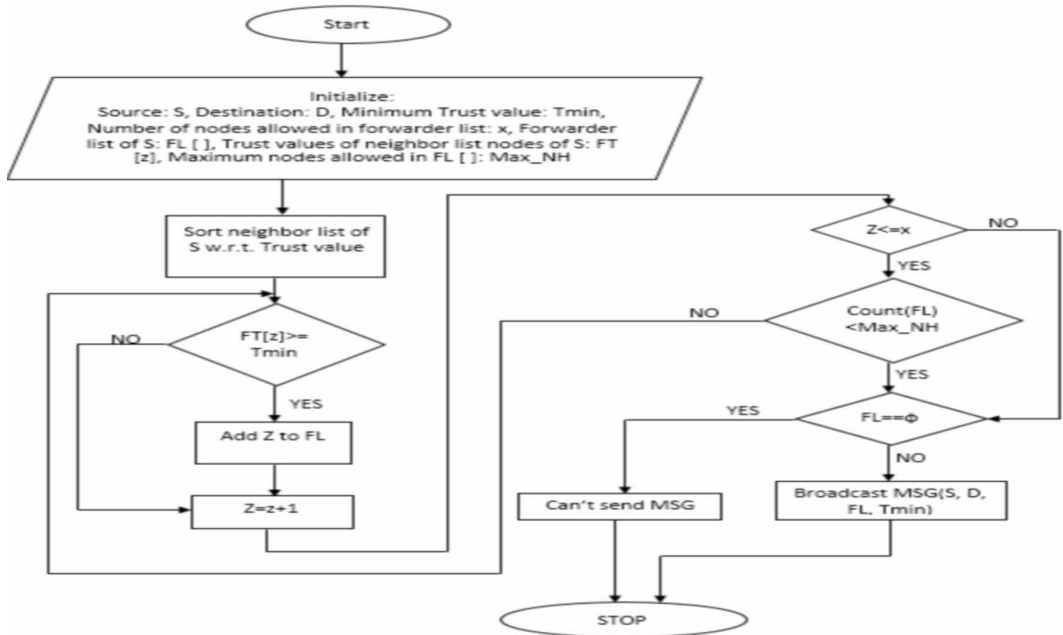 Start
Initialize:
Source: S, Destination: D, Minimum Trust value: Tmin,
Number of nodes allowed in forwarder list: x, Forwarder
list of S: FL [ ], Trust values of neighbor list nodes of S: FT
[z], Maximum nodes allowed in FL [ ]: Max_NH
Sort neighbor list of
S w.r.t. Trust value
NO
FT[z]>=
Tmin
YES
Add Z to FL
Z=z+1
Z<=x
NO
YES
NO
Count(FL)
<Max_NH
YES
YES
FL==ф
NO
Can't send MSG
Broadcast MSG(S, D,
FL, Tmin)
STOP